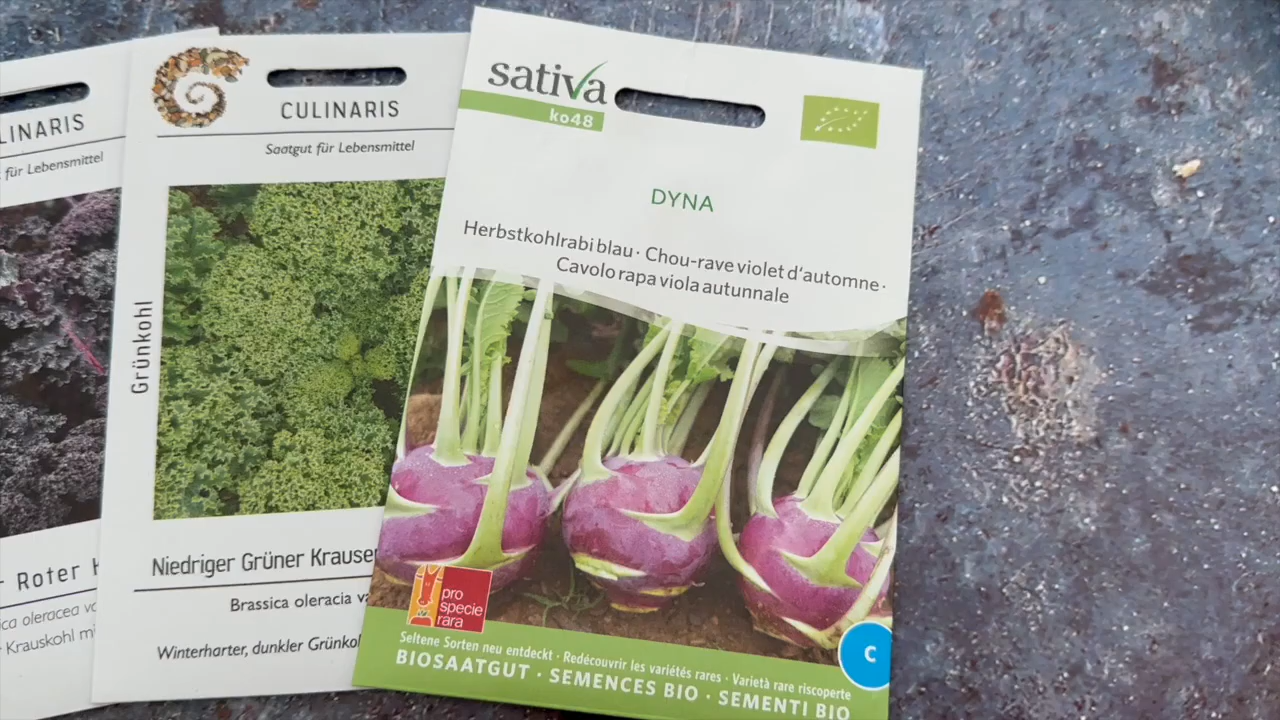 LINARIS
für Lebensmittel
Roter
ica oleracea
Krauskohl
CULINARIS
Saatgut für Lebensmittel
Grünkohl
Niedriger Grüner Krauser
Brassica oleracia
Winterharter, dunkler Grünkol
sativa
ko48
DYNA
Herbstkohlrabi blau · Chou-rave violet d'automne ·
Cavolo rapa viola autunnale
pro
specie
rara
C
Seltene Sorten neu entdeckt · Redécouvrir les variétés rares · Varietà rare riscoperte
BIOSAATGUT · SEMENCES BIO · SEMENTI BIO